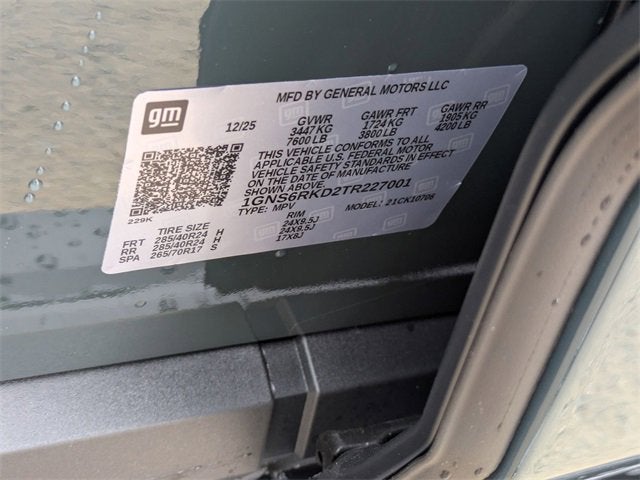 MFD BY GENERAL MOTORS LLC
gm
12/25 GVWR GAWR FRT GAWR RR
3447 KG 1724 KG 1905 KG
7600 LB 3800 LB 4200 LB
THIS VEHICLE CONFORMS TO ALL
APPLICABLE U.S. FEDERAL MOTOR
VEHICLE SAFETY STANDARDS IN EFFECT
ON THE DATE OF MANUFACTURE
SHOWN ABOVE.
1GNS6RKD2TR227001
229K TYPE: MPV MODEL: 21CK10706
TIRE SIZE RIM
FRT 285/40R24 H 24X9.5J
RR 285/40R24 H 24X9.5J
SPA 265/70R17 S 17X8J